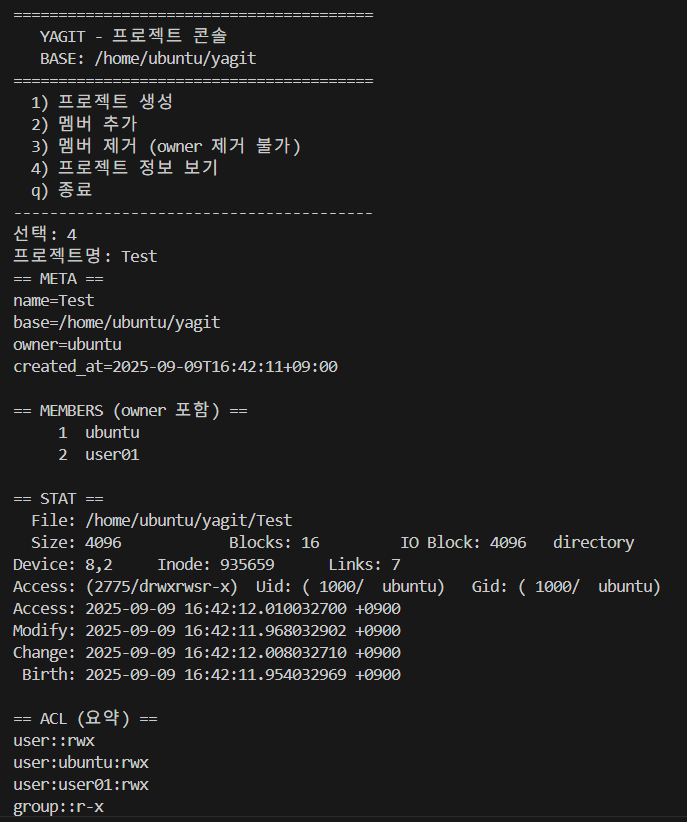 ========================================
YAGIT - 프로젝트 콘솔
BASE: /home/ubuntu/yagit
========================================
1) 프로젝트 생성
2) 멤버 추가
3) 멤버 제거 (owner 제거 불가)
4) 프로젝트 정보 보기
q) 종료
----------------------------------------
선택: 4
프로젝트명: Test
== META ==
name=Test
base=/home/ubuntu/yagit
owner=ubuntu
created_at=2025-09-09T16:42:11+09:00
== MEMBERS (owner 포함) ==
1 ubuntu
2 user01
== STAT ==
File: /home/ubuntu/yagit/Test
Size: 4096 Blocks: 16 IO Block: 4096 directory
Device: 8,2 Inode: 935659 Links: 7
Access: (2775/drwxrwsr-x) Uid: ( 1000/ ubuntu) Gid: ( 1000/ ubuntu)
Access: 2025-09-09 16:42:12.010032700 +0900
Modify: 2025-09-09 16:42:11.968032902 +0900
Change: 2025-09-09 16:42:12.008032710 +0900
Birth: 2025-09-09 16:42:11.954032969 +0900
== ACL (요약) ==
user::rwx
user:ubuntu:rwx
user:user01:rwx
group::r-x